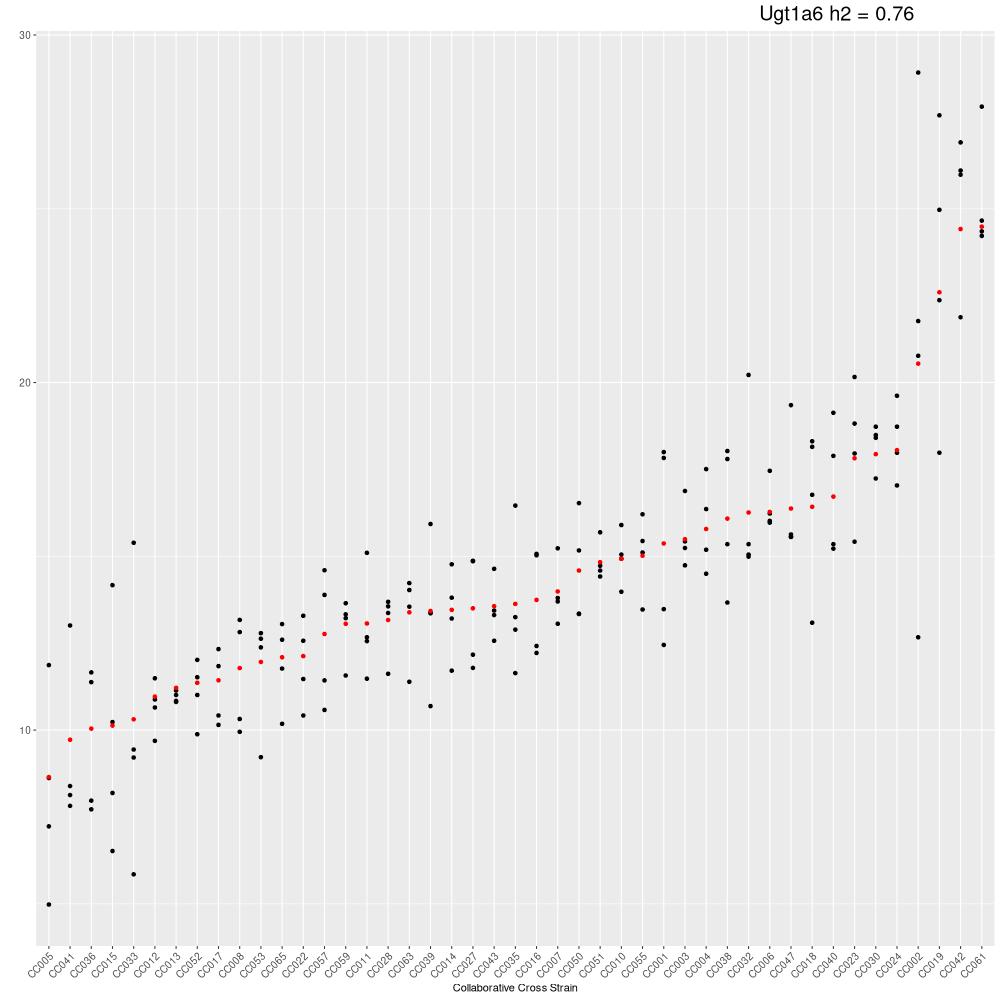 Ugt1a6 h2 = 0.76
30
20
10
CC005 CC041 CC036 CC015 CC033 CC012 CC013 CC052 CC017 CC008 CC053 CC065 CC022 CC057 CC059 CC011 CC028 CC063 CC039 CC014 CC027 CC043 CC035 CC016 CC007 CC050 CC051 CC010 CC055 CC001 CC003 CC004 CC038 CC032 CC006 CC047 CC018 CC040 CC023 CC030 CC024 CC002 CC019 CC042 CC061
Collaborative Cross Strain